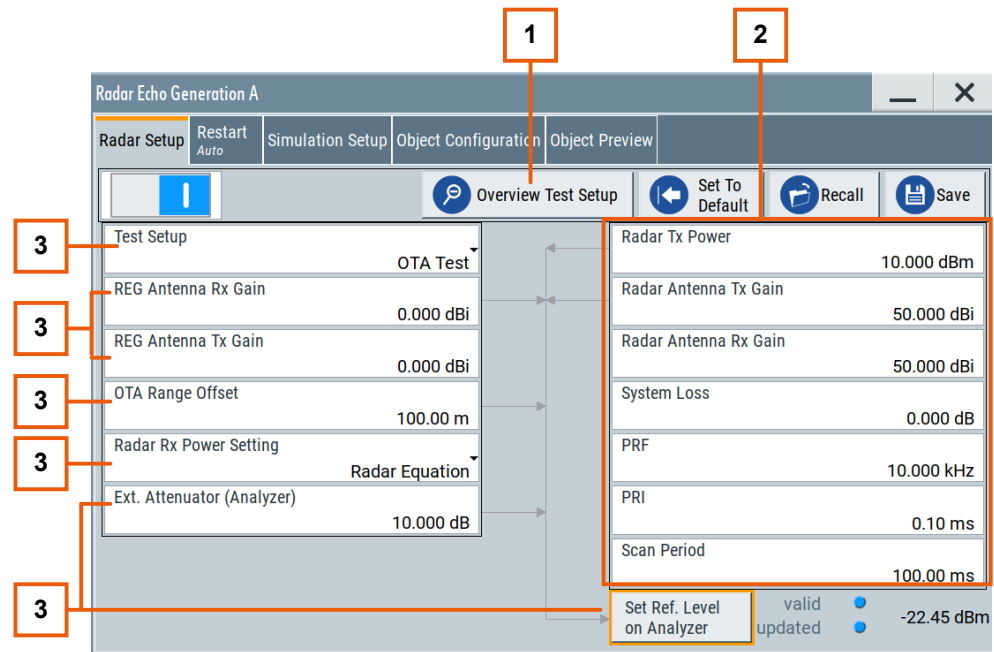 1
2
Radar Echo Generation A
Radar Setup
Restart
Auto
Simulation Setup
Object Configuration
Object Preview
Overview Test Setup
Set To
Default
Recall
Save
3
Test Setup
OTA Test
3
REG Antenna Rx Gain
0.000 dBi
REG Antenna Tx Gain
0.000 dBi
3
OTA Range Offset
100.00 m
3
Radar Rx Power Setting
Radar Equation
Ext. Attenuator (Analyzer)
10.000 dB
Radar Tx Power
10.000 dBm
Radar Antenna Tx Gain
50.000 dBi
Radar Antenna Rx Gain
50.000 dBi
System Loss
0.000 dB
PRF
10.000 kHz
PRI
0.10 ms
Scan Period
100.00 ms
3
Set Ref. Level
on Analyzer
valid
updated
-22.45 dBm